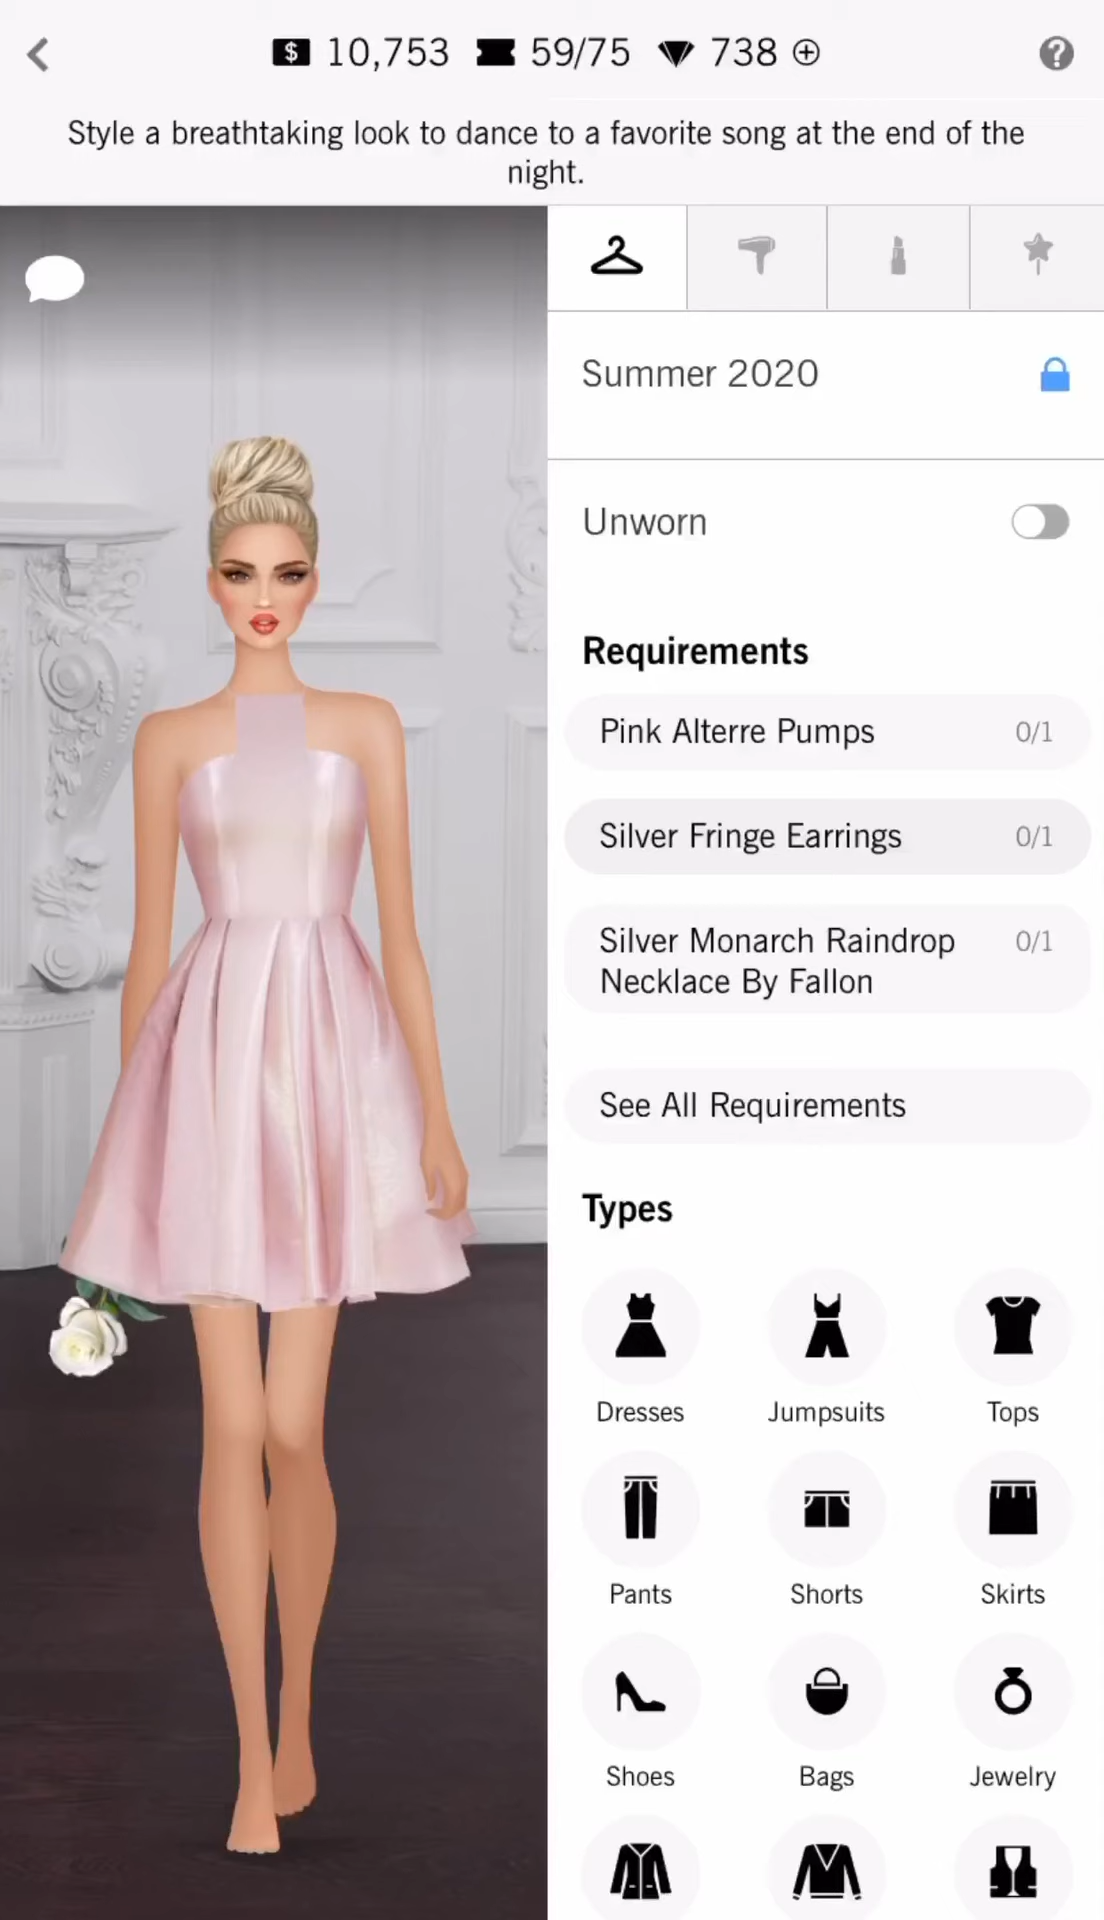 $ 10,753 59/75 738
Style a breathtaking look to dance to a favorite song at the end of the
night.
Summer 2020
Unworn
Requirements
Pink Alterre Pumps 0/1
Silver Fringe Earrings 0/1
Silver Monarch Raindrop 0/1
Necklace By Fallon
See All Requirements
Types
Dresses Jumpsuits Tops
Pants Shorts Skirts
Shoes Bags Jewelry